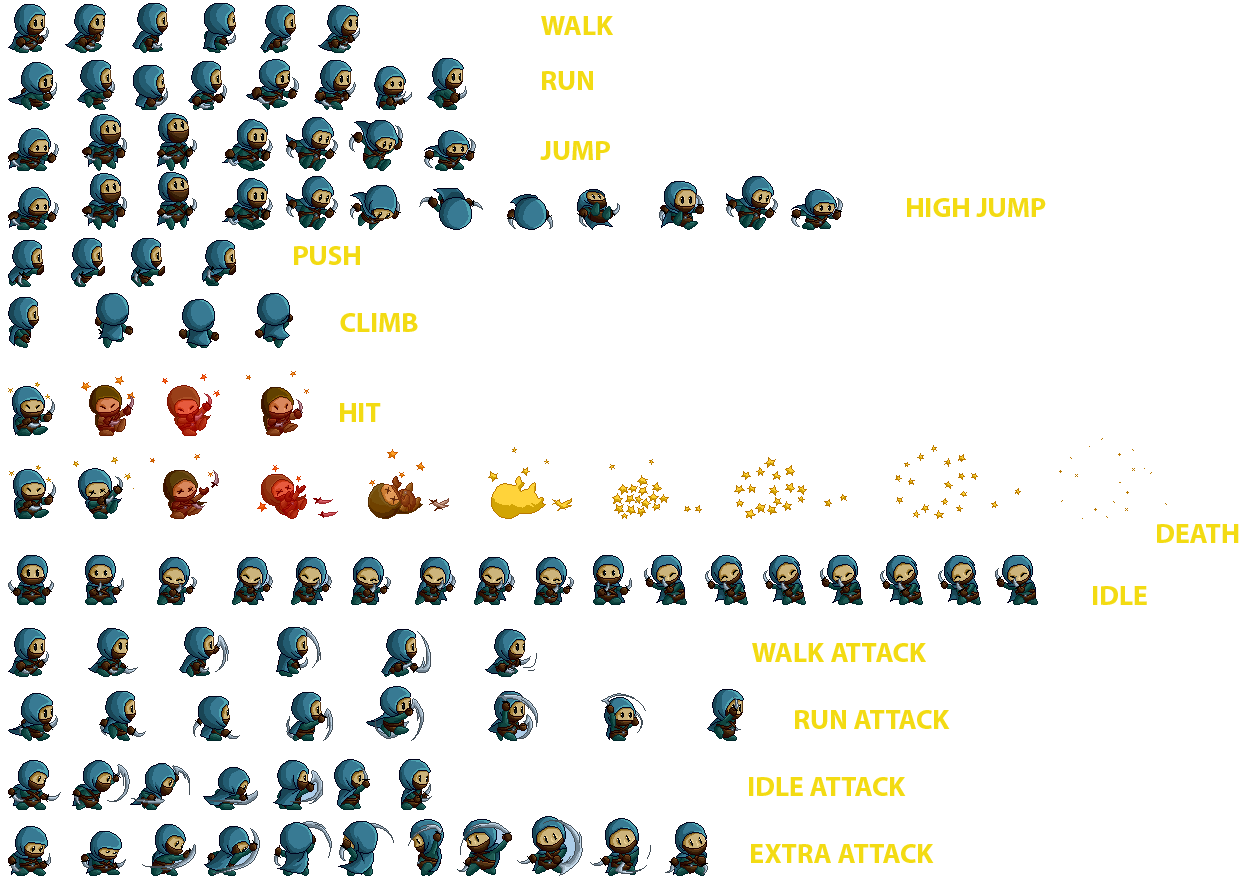 WALK
RUN
JUMP
HIGH JUMP
PUSH
CLIMB
HIT
DEATH
IDLE
WALK ATTACK
RUN ATTACK
IDLE ATTACK
EXTRA ATTACK